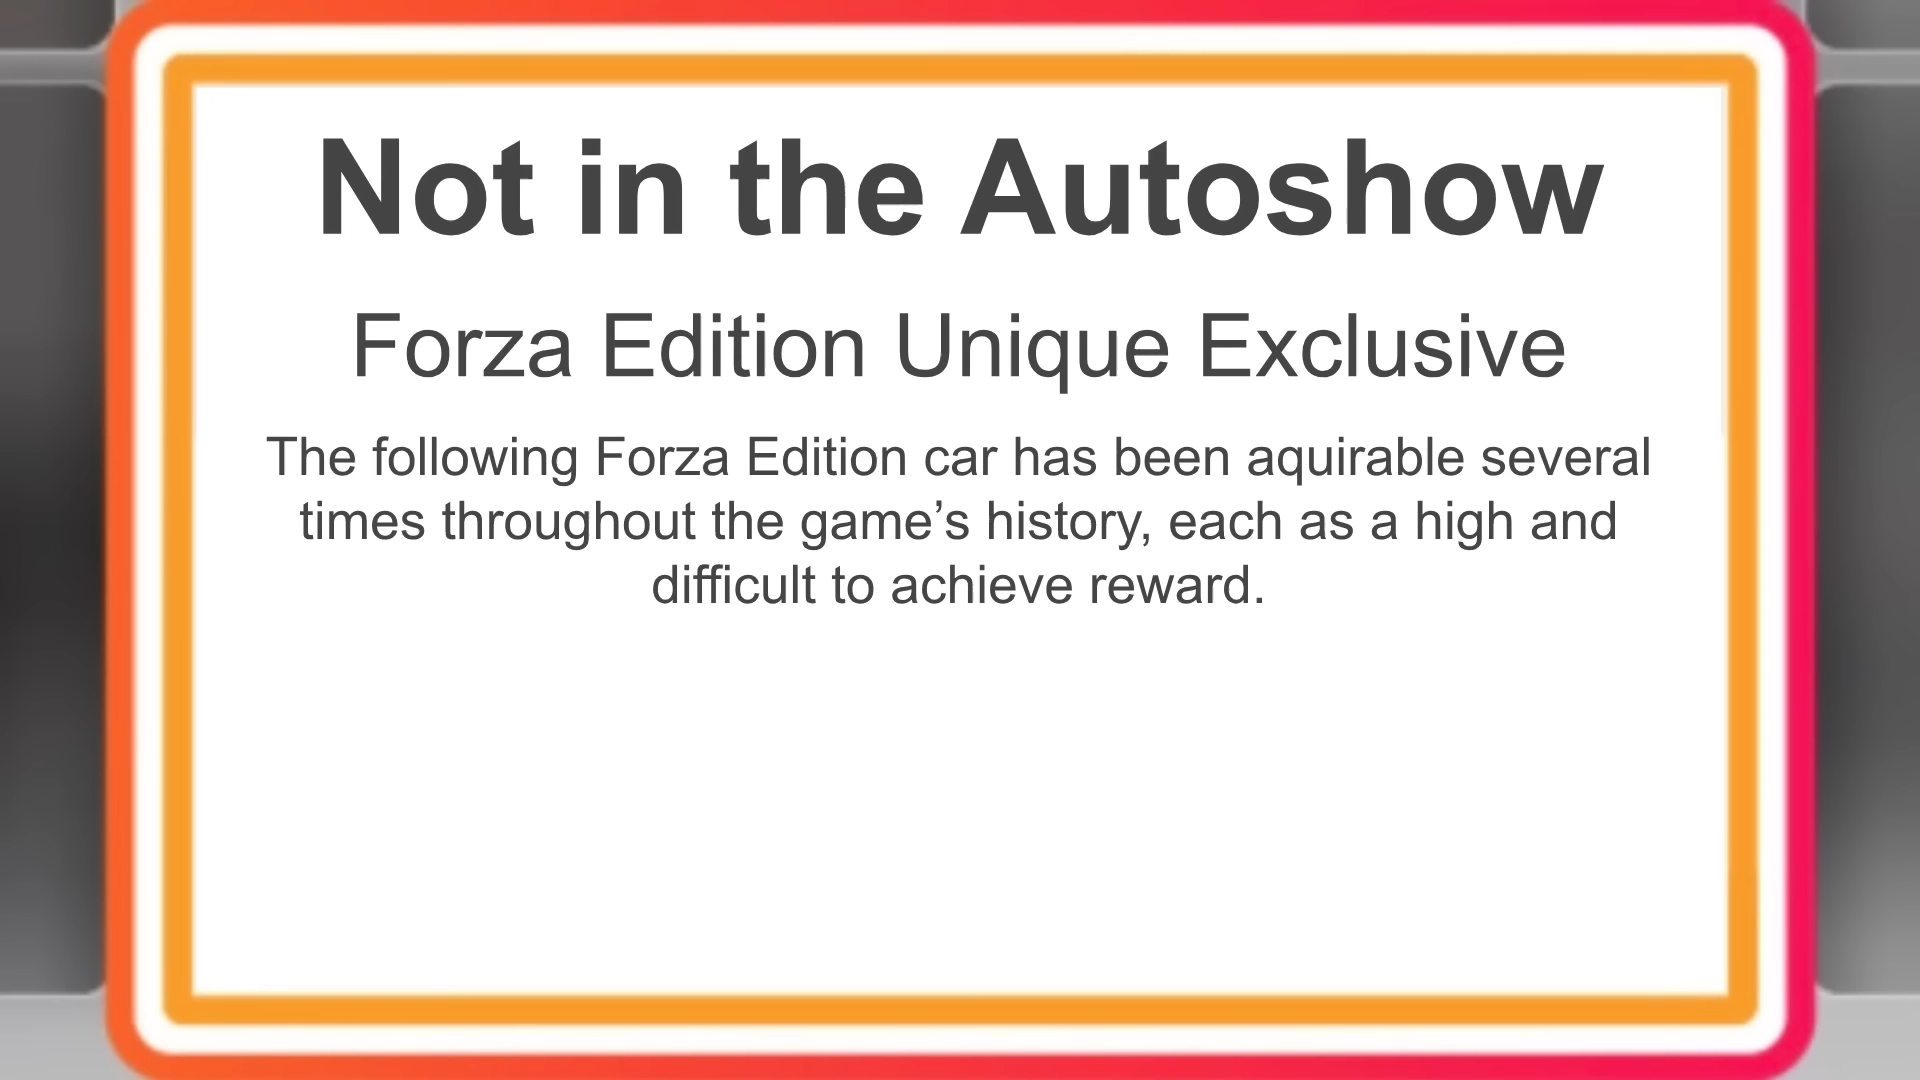 Not in the Autoshow
Forza Edition Unique Exclusive
The following Forza Edition car has been aquirable several
times throughout the game’s history, each as a high and
difficult to achieve reward.